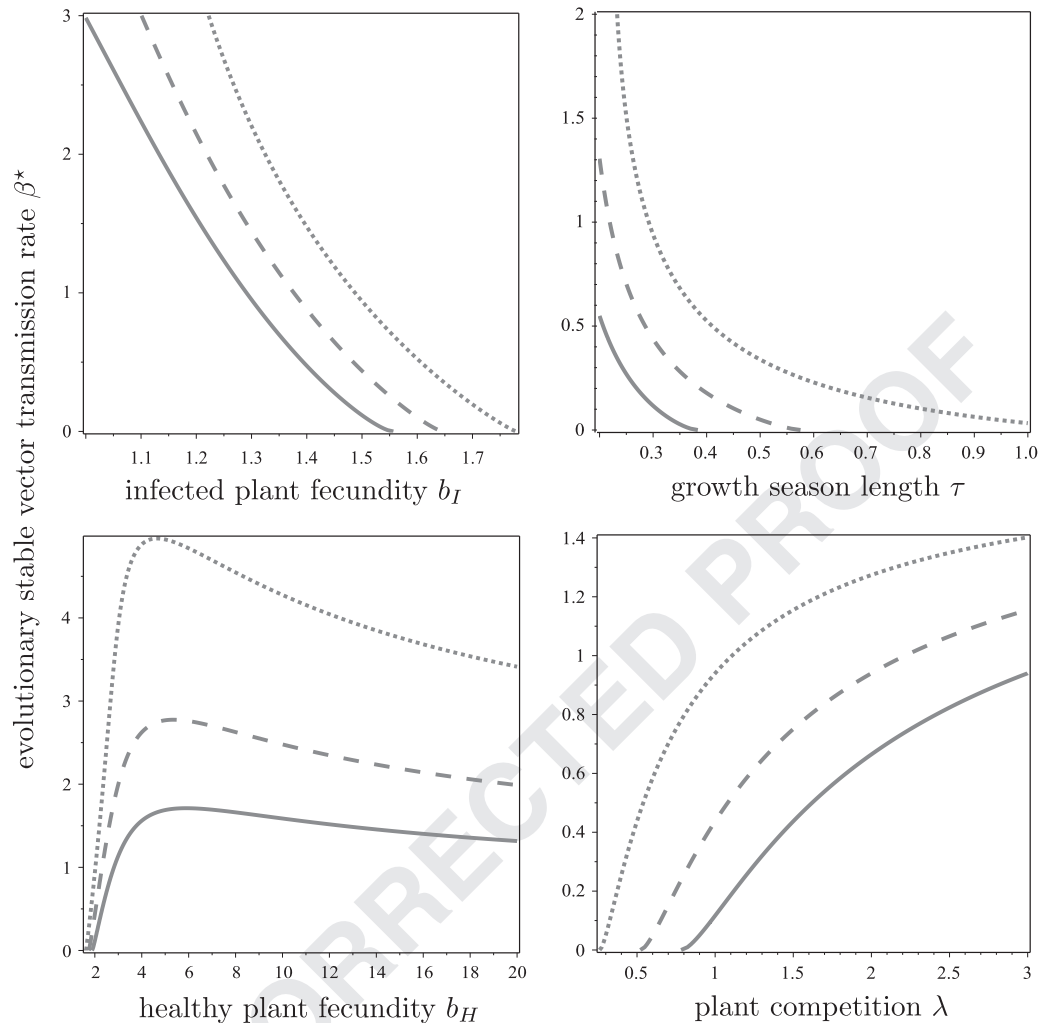 evolutionary stable vector transmission rate β⋆
3
2
1
0
1.1 1.2 1.3 1.4 1.5 1.6 1.7
infected plant fecundity b_I
2
1.5
1
0.5
0
0.3 0.4 0.5 0.6 0.7 0.8 0.9 1.0
growth season length τ
4
3
2
1
0
2 4 6 8 10 12 14 16 18 20
healthy plant fecundity b_H
1.4
1.2
1
0.8
0.6
0.4
0.2
0
0.5 1 1.5 2 2.5 3
plant competition λ
ORRECTED PROOF